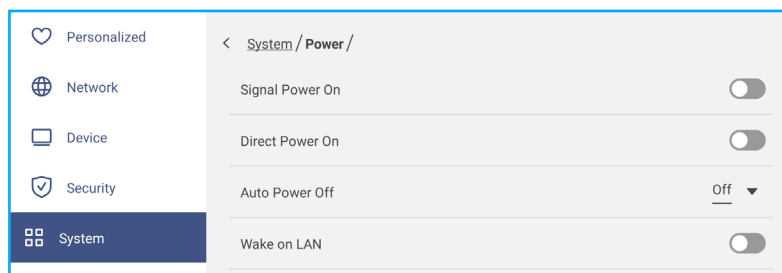 Personalized
Network
Device
Security
System
System / Power /
Signal Power On
Direct Power On
Auto Power Off Off
Wake on LAN